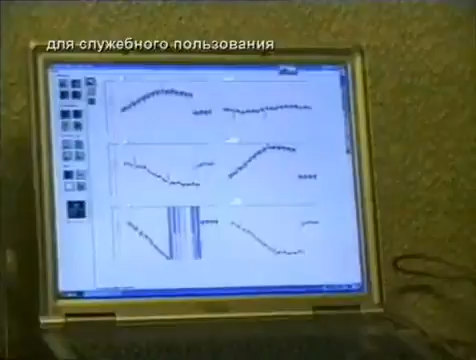 для служебного пользования